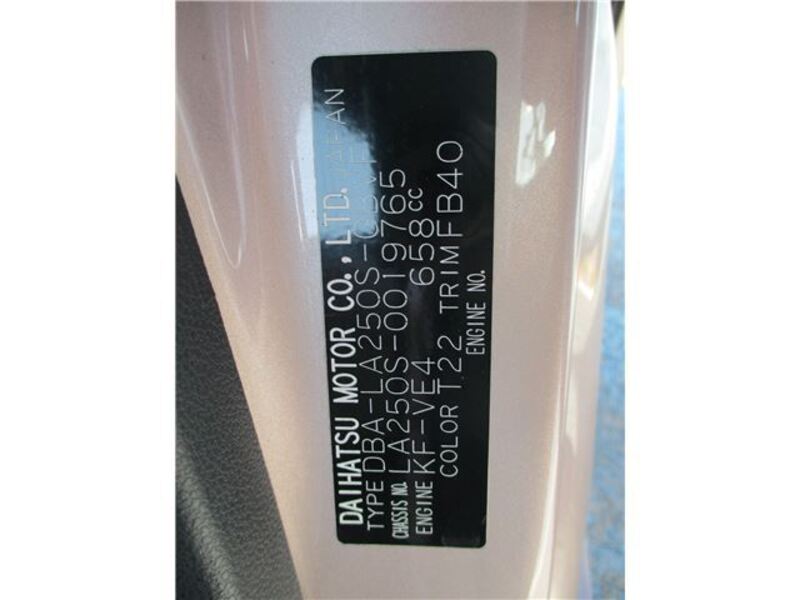 DAIHATSU MOTOR CO., LTD. JAPAN
TYPE DBA-LA250S-
CHASSIS NO. LA250S-0019765
ENGINE KF-VE4 658cc
COLOR T22 TRIM FB40
ENGINE NO.